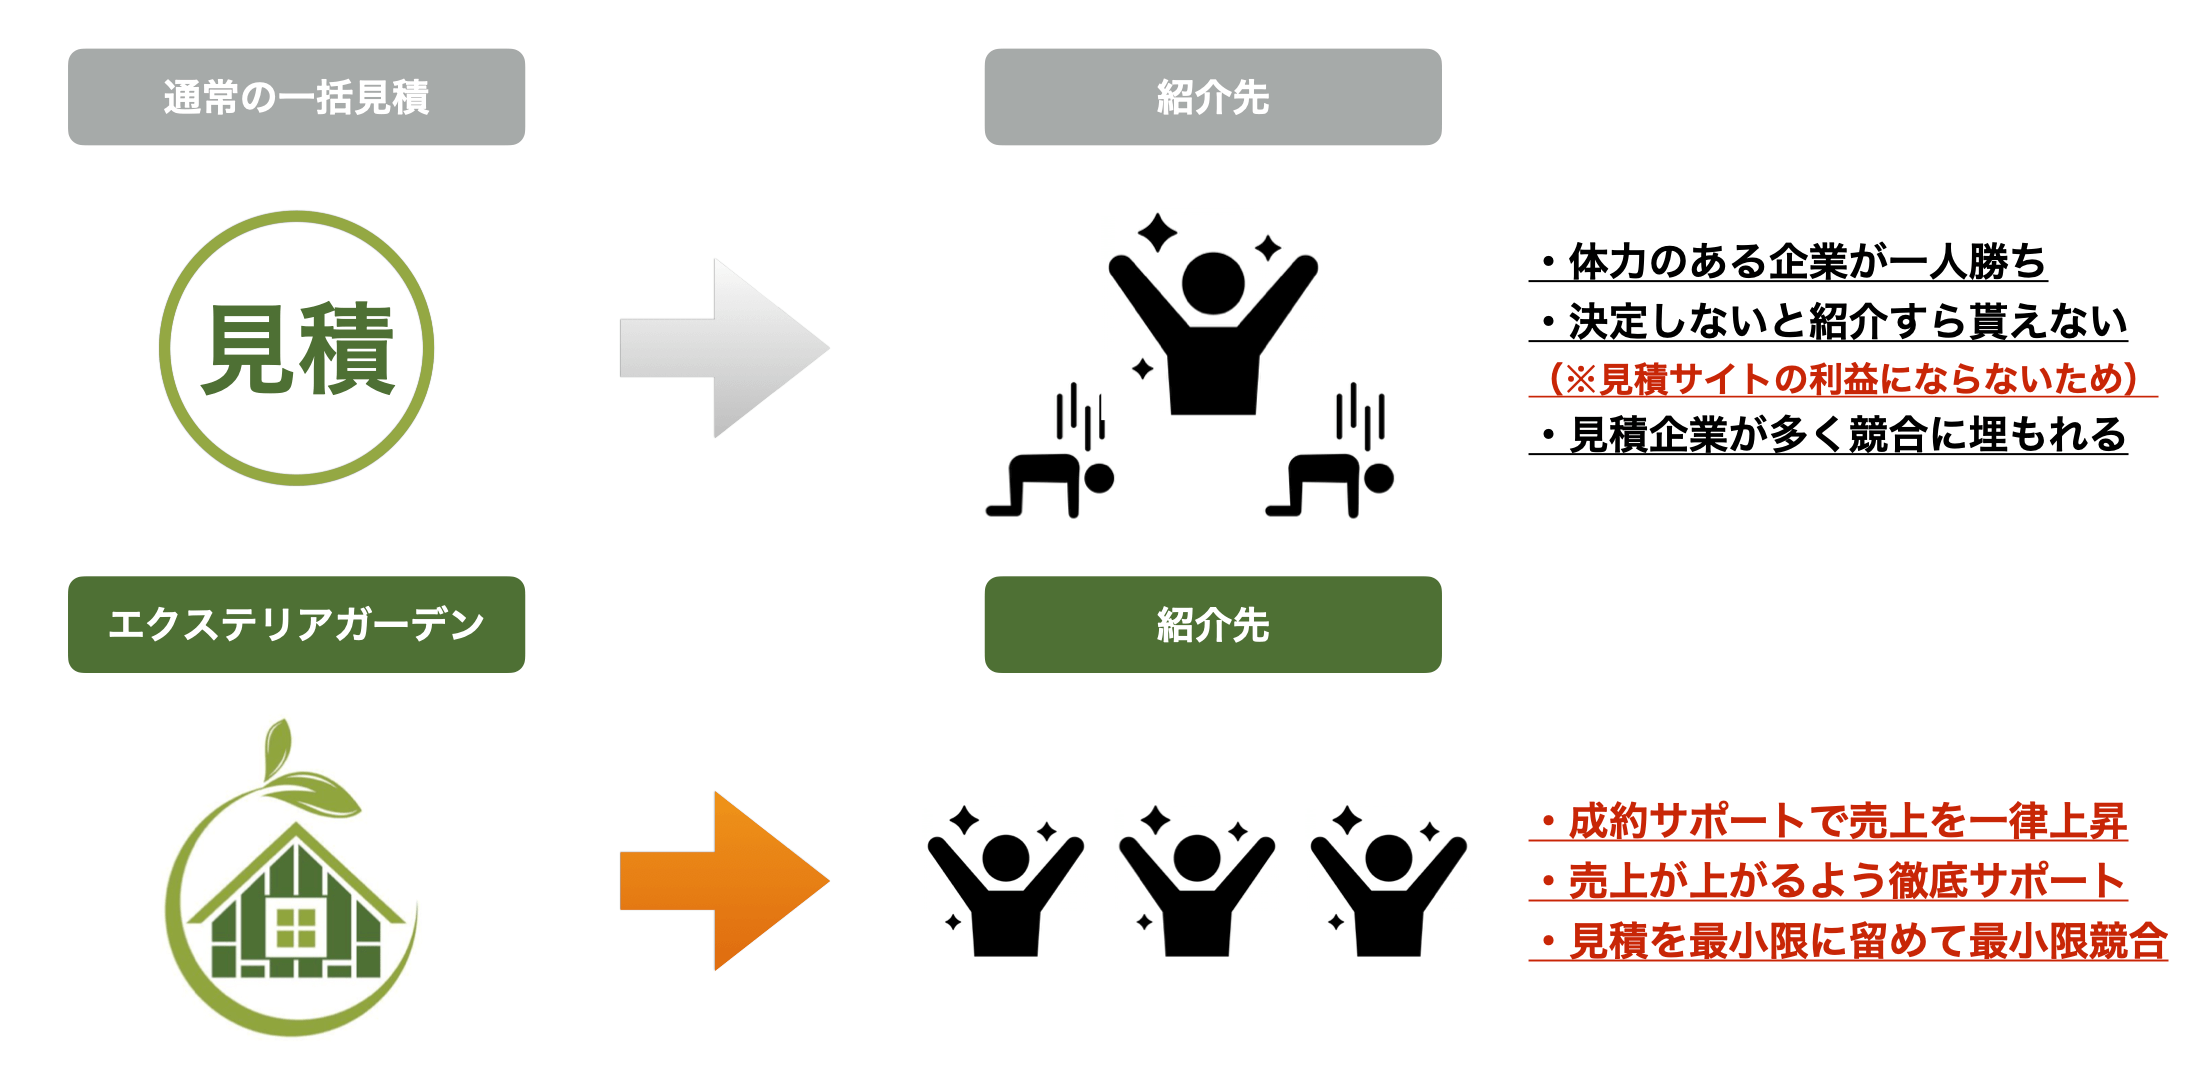 通常の一括見積
紹介先
見積
・体力のある企業が一人勝ち
・決定しないと紹介すら貰えない
（※見積サイトの利益にならないため）
・見積企業が多く競合に埋もれる
エクステリアガーデン
紹介先
・成約サポートで売上を一律上昇
・売上が上がるよう徹底サポート
・見積を最小限に留めて最小限競合